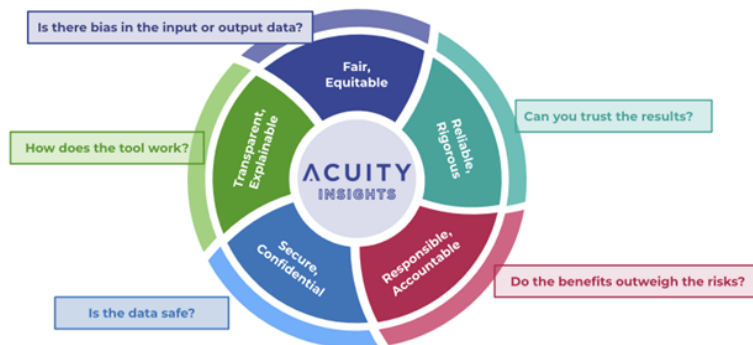 Is there bias in the input or output data?
Fair,
Equitable
Can you trust the results?
Reliable,
Rigorous
How does the tool work?
Transparent,
Explainable
ACUITY
INSIGHTS
Secure,
Confidential
Responsible,
Accountable
Do the benefits outweigh the risks?
Is the data safe?